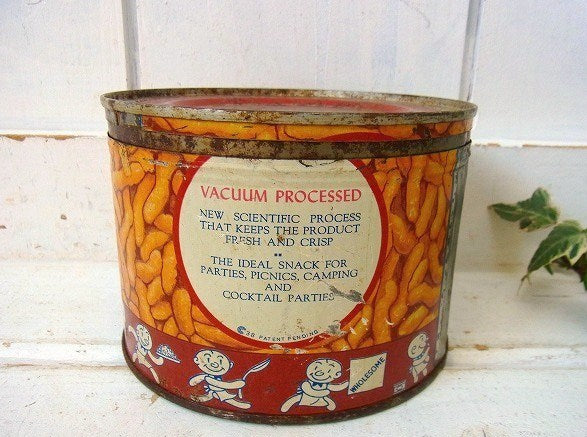 VACUUM PROCESSED
NEW SCIENTIFIC PROCESS
THAT KEEPS THE PRODUCT
FRESH AND CRISP
THE IDEAL SNACK FOR
PARTIES, PICNICS, CAMPING
AND
COCKTAIL PARTIES
38 PATENT PENDING
WHOLESOME